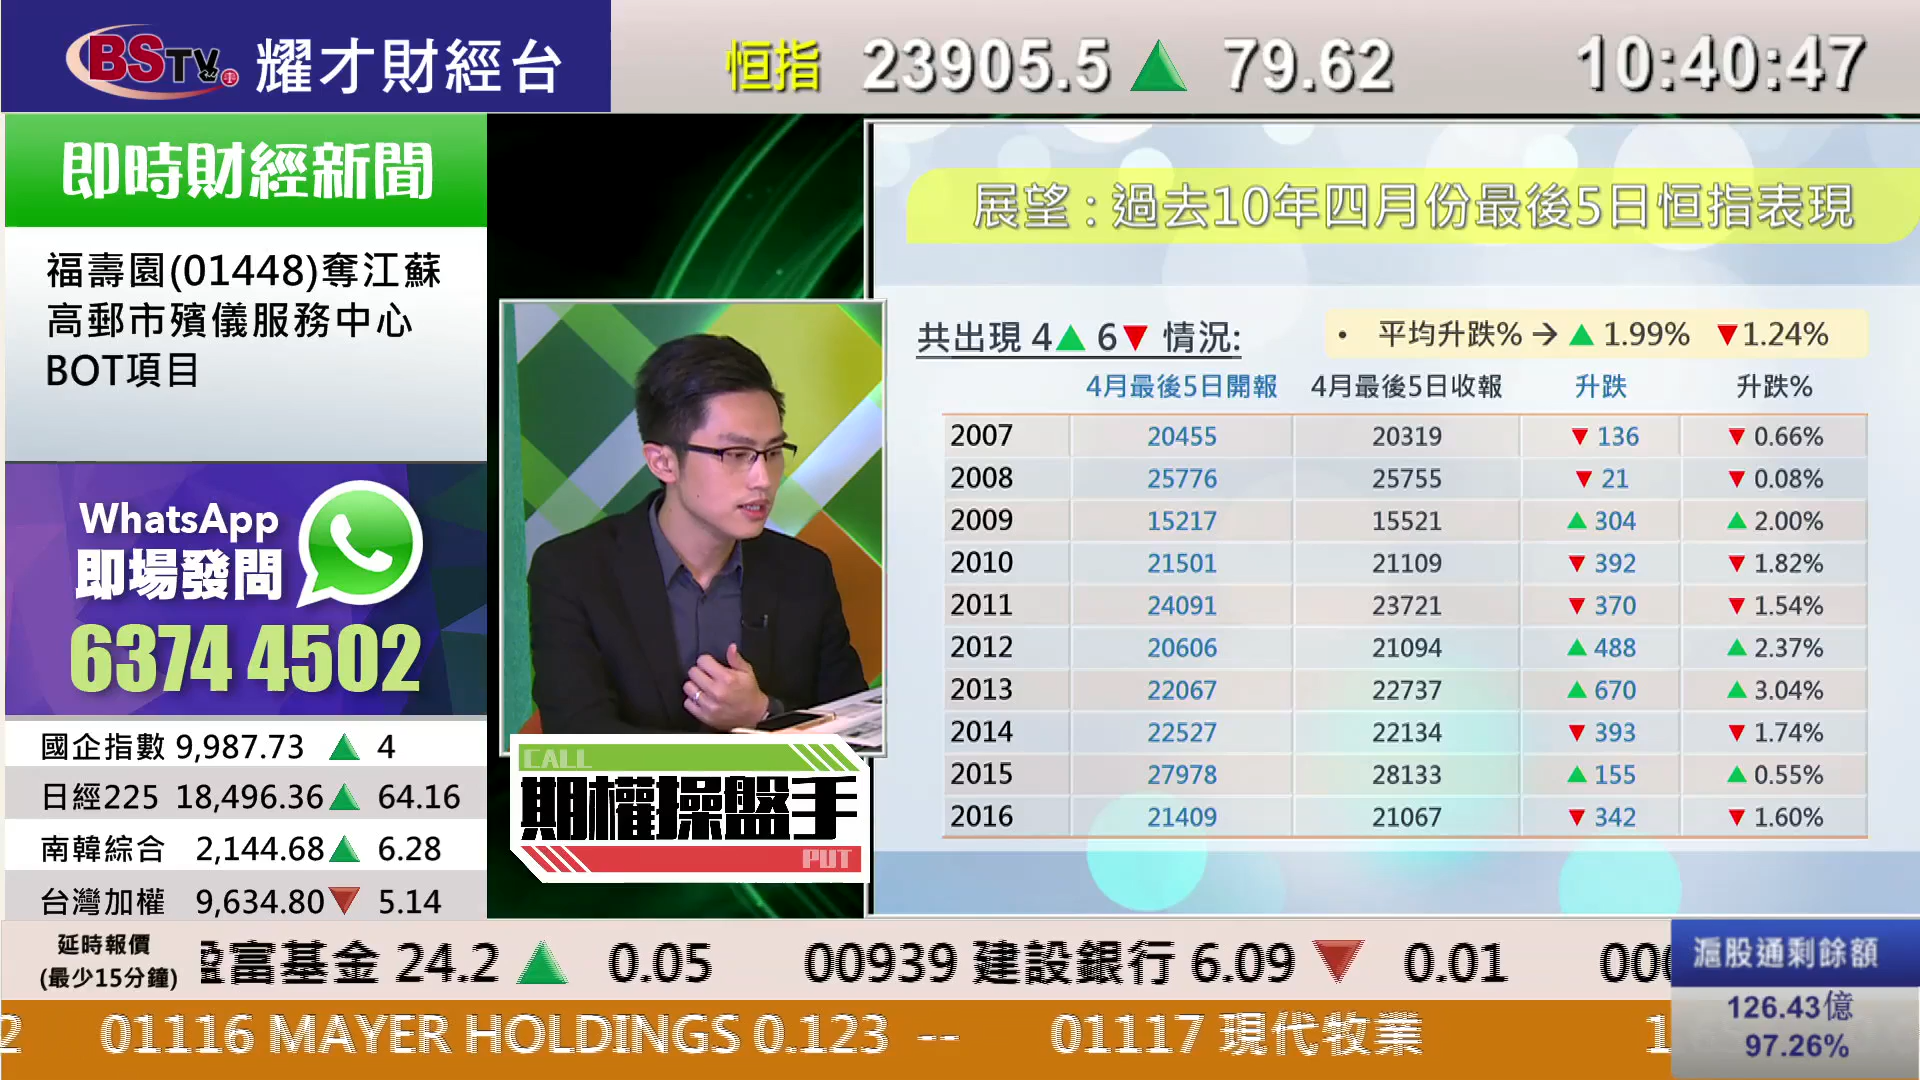 BSTV 耀才財經台
恒指 23905.5 ▲ 79.62 10:40:47
即時財經新聞
福壽園(01448)奪江蘇
高郵市殯儀服務中心
BOT項目
WhatsApp
即場發問
6374 4502
國企指數 9,987.73 ▲ 4
日經225 18,496.36 ▲ 64.16
南韓綜合 2,144.68 ▲ 6.28
台灣加權 9,634.80 ▼ 5.14
CALL
期權操盤手
PUT
展望 : 過去10年四月份最後5日恒指表現
共出現 4▲ 6▼ 情況:
• 平均升跌% → ▲ 1.99% ▼1.24%
4月最後5日開報 4月最後5日收報 升跌 升跌%
2007 20455 20319 ▼ 136 ▼ 0.66%
2008 25776 25755 ▼ 21 ▼ 0.08%
2009 15217 15521 ▲ 304 ▲ 2.00%
2010 21501 21109 ▼ 392 ▼ 1.82%
2011 24091 23721 ▼ 370 ▼ 1.54%
2012 20606 21094 ▲ 488 ▲ 2.37%
2013 22067 22737 ▲ 670 ▲ 3.04%
2014 22527 22134 ▼ 393 ▼ 1.74%
2015 27978 28133 ▲ 155 ▲ 0.55%
2016 21409 21067 ▼ 342 ▼ 1.60%
延時報價
(最少15分鐘)
富基金 24.2 ▲ 0.05 00939 建設銀行 6.09 ▼ 0.01 00
2 01116 MAYER HOLDINGS 0.123 -- 01117 現代牧業 1
滬股通剩餘額
126.43億
97.26%